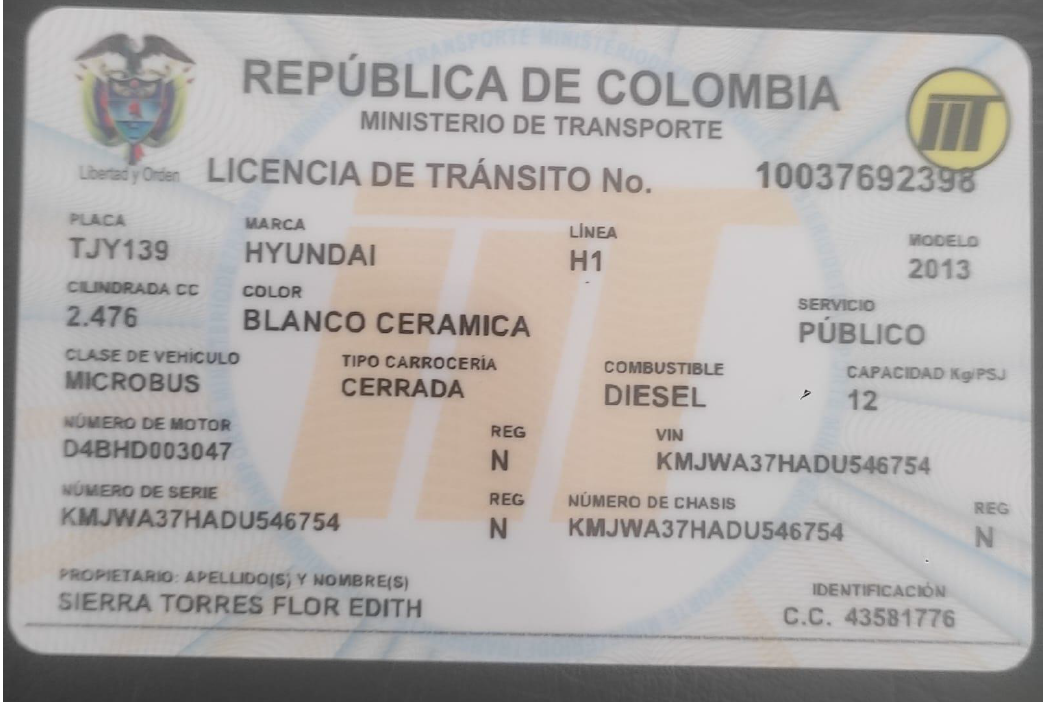 REPÚBLICA DE COLOMBIA
MINISTERIO DE TRANSPORTE
Libertad y Orden
LICENCIA DE TRÁNSITO No. 10037692398
PLACA MARCA LÍNEA MODELO
TJY139 HYUNDAI H1 2013
CILINDRADA CC COLOR SERVICIO
2.476 BLANCO CERAMICA PÚBLICO
CLASE DE VEHÍCULO TIPO CARROCERÍA COMBUSTIBLE CAPACIDAD Kg/PSJ
MICROBUS CERRADA DIESEL 12
NÚMERO DE MOTOR REG VIN
D4BHD003047 N KMJWA37HADU546754
NÚMERO DE SERIE REG NÚMERO DE CHASIS REG
KMJWA37HADU546754 N KMJWA37HADU546754 N
PROPIETARIO: APELLIDO(S) Y NOMBRE(S) IDENTIFICACIÓN
SIERRA TORRES FLOR EDITH C.C. 43581776